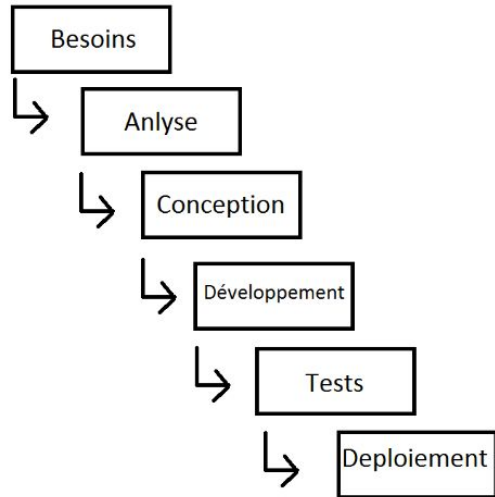 Besoins
Anlyse
Conception
Développement
Tests
Deploiement